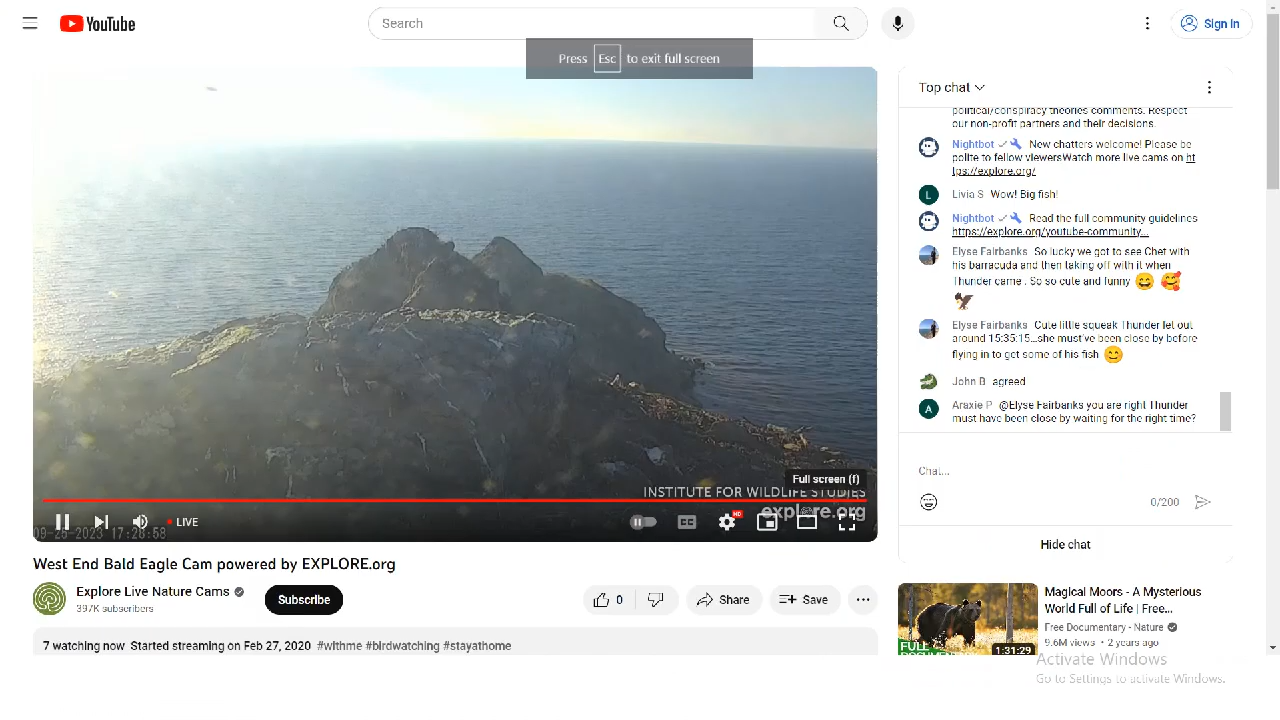 YouTube
Search
Sign in
Press Esc to exit full screen
INSTITUTE FOR WILDLIFE STUDIES
explore.org
Full screen (f)
LIVE
HD
CC
09-26-2023 17:28:58
West End Bald Eagle Cam powered by EXPLORE.org
Explore Live Nature Cams
397K subscribers
Subscribe
0
Share
Save
7 watching now Started streaming on Feb 27, 2020 #withme #birdwatching #stayathome
Top chat
political/conspiracy theories comments. Respect
our non-profit partners and their decisions.
Nightbot New chatters welcome! Please be
polite to fellow viewersWatch more live cams on ht
tps://explore.org/
L
Livia S Wow! Big fish!
Nightbot Read the full community guidelines
https://explore.org/youtube-community...
Elyse Fairbanks So lucky we got to see Chet with
his barracuda and then taking off with it when
Thunder came . So so cute and funny 😄 🥰
🦅
Elyse Fairbanks Cute little squeak Thunder let out
around 15:35:15...she must've been close by before
flying in to get some of his fish 😊
John B agreed
A
Araxie P @Elyse Fairbanks you are right Thunder
must have been close by waiting for the right time?
Chat...
0/200
Hide chat
FULL
DOCUMENTARY
1:31:29
Magical Moors - A Mysterious
World Full of Life | Free...
Free Documentary - Nature
9.6M views • 2 years ago
Activate Windows
Go to Settings to activate Windows.